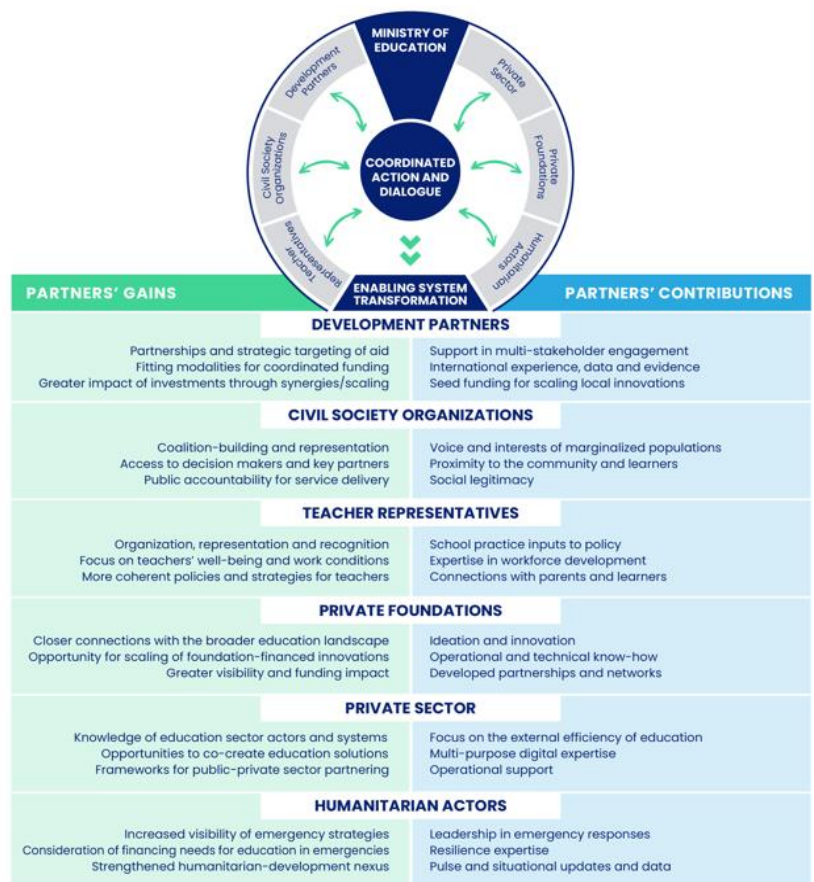 MINISTRY OF
EDUCATION
Development
Partners
Private
Sector
Civil Society
Organizations
COORDINATED
ACTION AND
DIALOGUE
Private
Foundations
Teacher
Representatives
Humanitarian
Actors
ENABLING SYSTEM
TRANSFORMATION
PARTNERS’ GAINS
PARTNERS’ CONTRIBUTIONS
DEVELOPMENT PARTNERS
Partnerships and strategic targeting of aid
Fitting modalities for coordinated funding
Greater impact of investments through synergies/scaling
Support in multi-stakeholder engagement
International experience, data and evidence
Seed funding for scaling local innovations
CIVIL SOCIETY ORGANIZATIONS
Coalition-building and representation
Access to decision makers and key partners
Public accountability for service delivery
Voice and interests of marginalized populations
Proximity to the community and learners
Social legitimacy
TEACHER REPRESENTATIVES
Organization, representation and recognition
Focus on teachers’ well-being and work conditions
More coherent policies and strategies for teachers
School practice inputs to policy
Expertise in workforce development
Connections with parents and learners
PRIVATE FOUNDATIONS
Closer connections with the broader education landscape
Opportunity for scaling of foundation-financed innovations
Greater visibility and funding impact
Ideation and innovation
Operational and technical know-how
Developed partnerships and networks
PRIVATE SECTOR
Knowledge of education sector actors and systems
Opportunities to co-create education solutions
Frameworks for public-private sector partnering
Focus on the external efficiency of education
Multi-purpose digital expertise
Operational support
HUMANITARIAN ACTORS
Increased visibility of emergency strategies
Consideration of financing needs for education in emergencies
Strengthened humanitarian-development nexus
Leadership in emergency responses
Resilience expertise
Pulse and situational updates and data